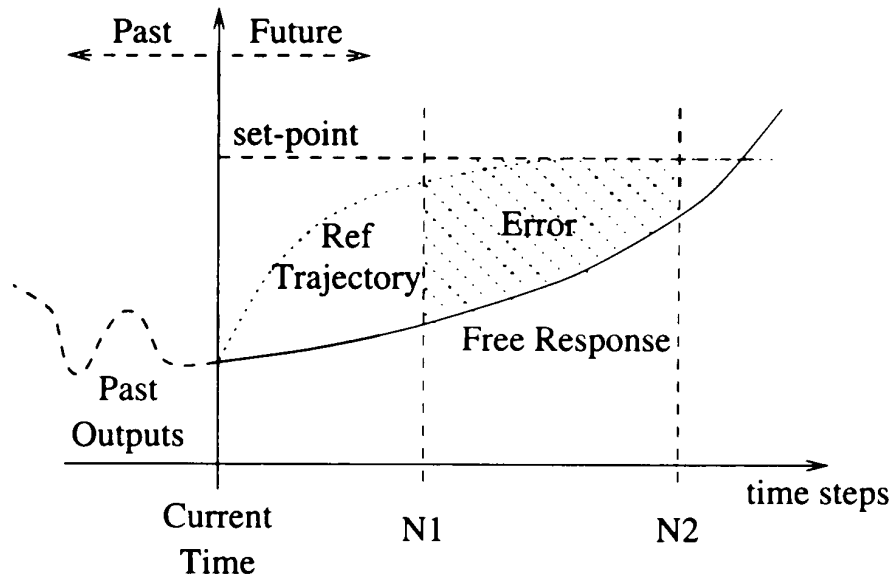 Past
Future
set-point
Ref
Trajectory
Error
Free Response
Past
Outputs
time steps
Current
Time
N1
N2